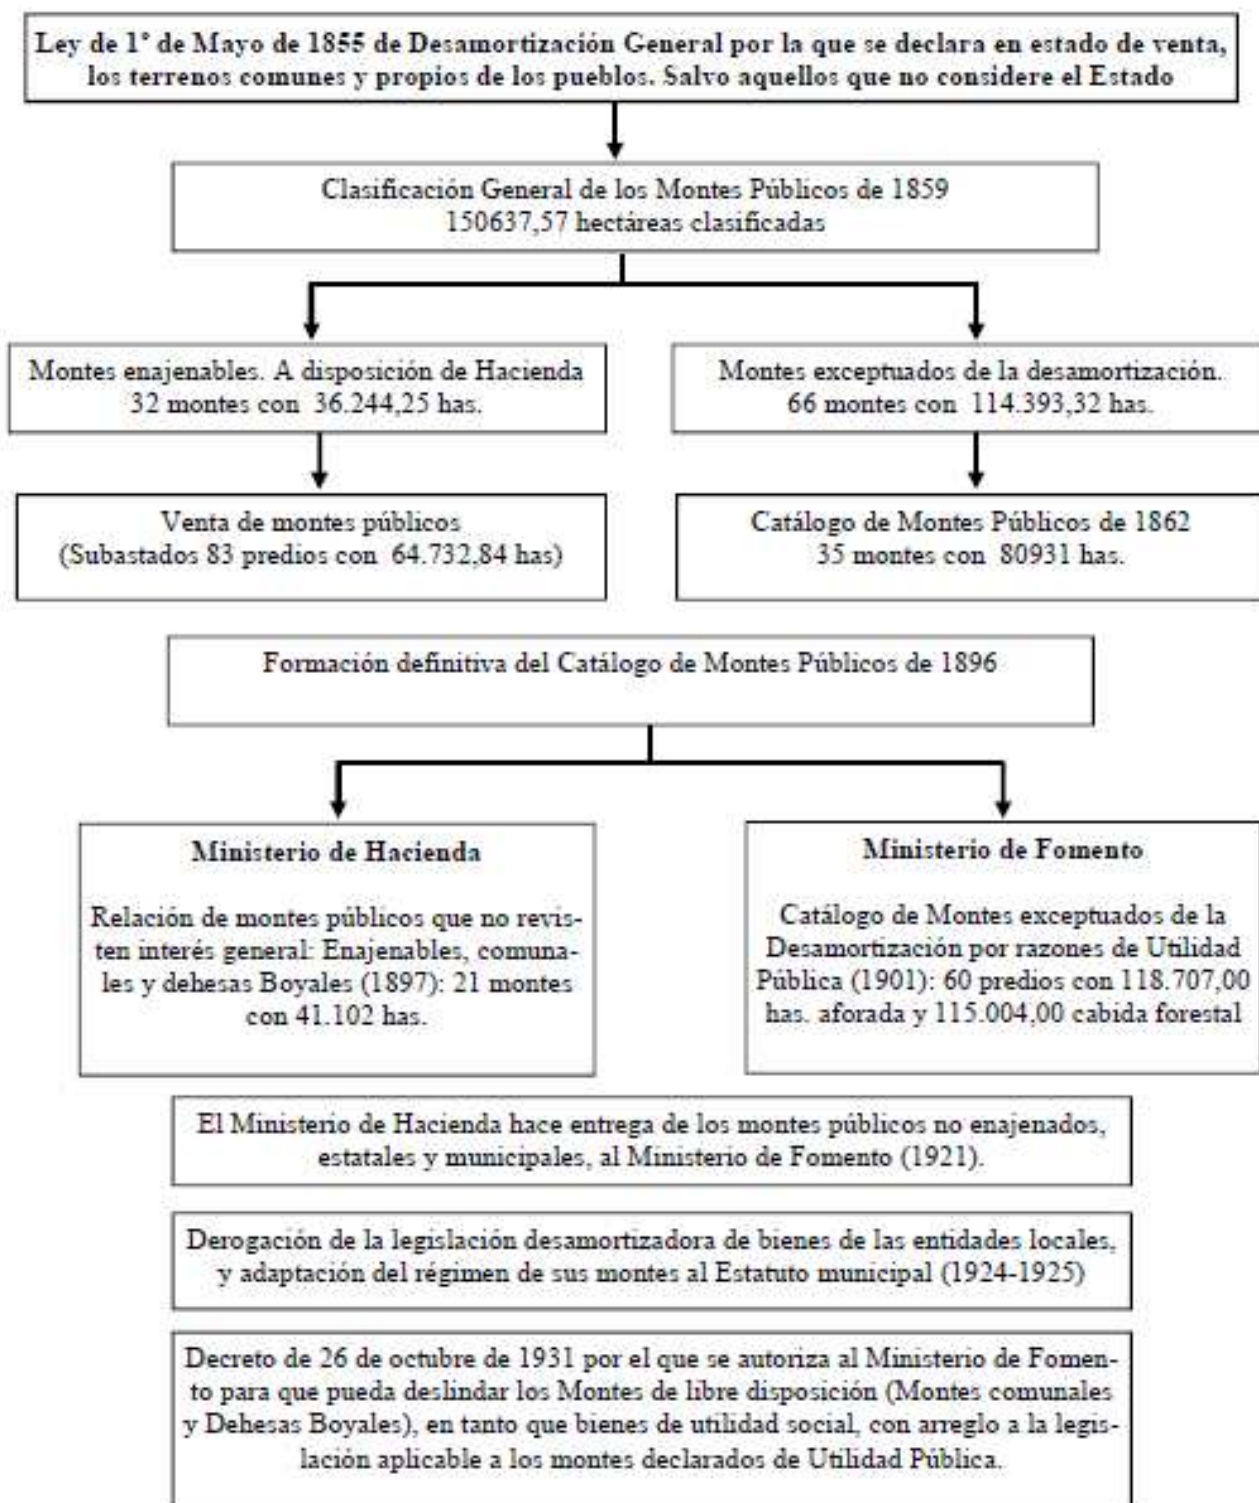 Ley de 1º de Mayo de 1855 de Desamortización General por la que se declara en estado de venta,
los terrenos comunes y propios de los pueblos. Salvo aquellos que no considere el Estado
Clasificación General de los Montes Públicos de 1859
150637,57 hectáreas clasificadas
Montes enajenables. A disposición de Hacienda
32 montes con 36.244,25 has.
Montes exceptuados de la desamortización.
66 montes con 114.393,32 has.
Venta de montes públicos
(Subastados 83 predios con 64.732,84 has)
Catálogo de Montes Públicos de 1862
35 montes con 80931 has.
Formación definitiva del Catálogo de Montes Públicos de 1896
Ministerio de Hacienda
Relación de montes públicos que no revis-
ten interés general: Enajenables, comuna-
les y dehesas Boyales (1897): 21 montes
con 41.102 has.
Ministerio de Fomento
Catálogo de Montes exceptuados de la
Desamortización por razones de Utilidad
Pública (1901): 60 predios con 118.707,00
has. aforada y 115.004,00 cabida forestal
El Ministerio de Hacienda hace entrega de los montes públicos no enajenados,
estatales y municipales, al Ministerio de Fomento (1921).
Derogación de la legislación desamortizadora de bienes de las entidades locales,
y adaptación del régimen de sus montes al Estatuto municipal (1924-1925)
Decreto de 26 de octubre de 1931 por el que se autoriza al Ministerio de Fomen-
to para que pueda deslindar los Montes de libre disposición (Montes comunales
y Dehesas Boyales), en tanto que bienes de utilidad social, con arreglo a la legis-
lación aplicable a los montes declarados de Utilidad Pública.